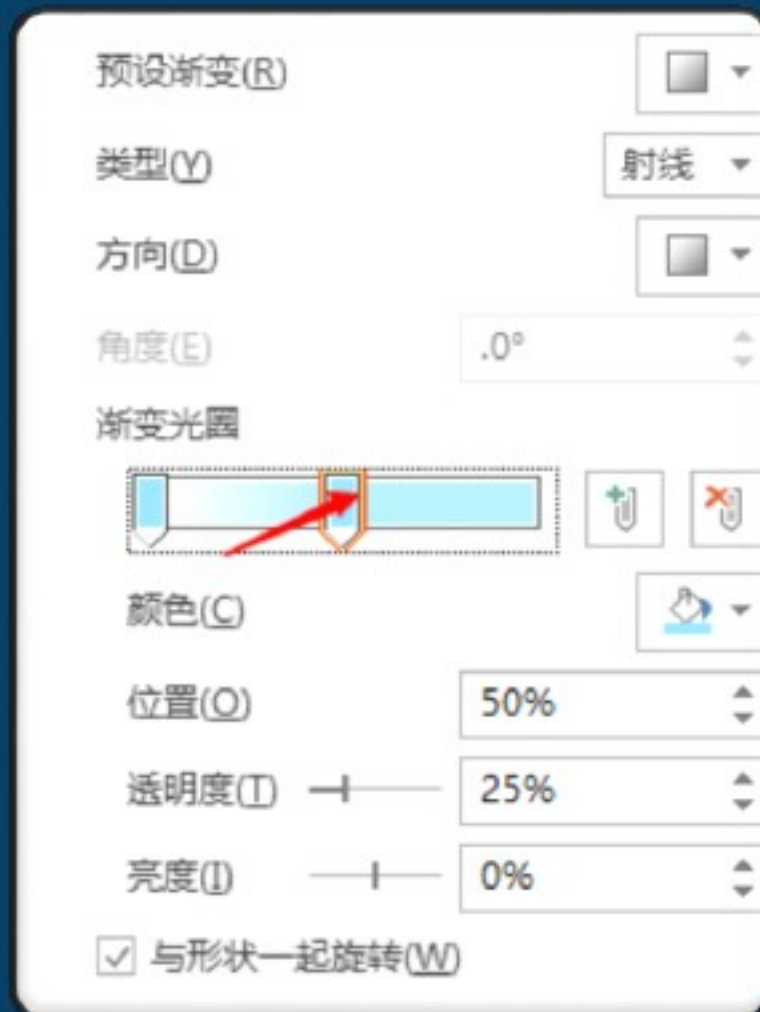 预设渐变(R)
类型(Y) 射线
方向(D)
角度(E) .0°
渐变光圈
颜色(C)
位置(O) 50%
透明度(T) 25%
亮度(I) 0%
与形状一起旋转(W)